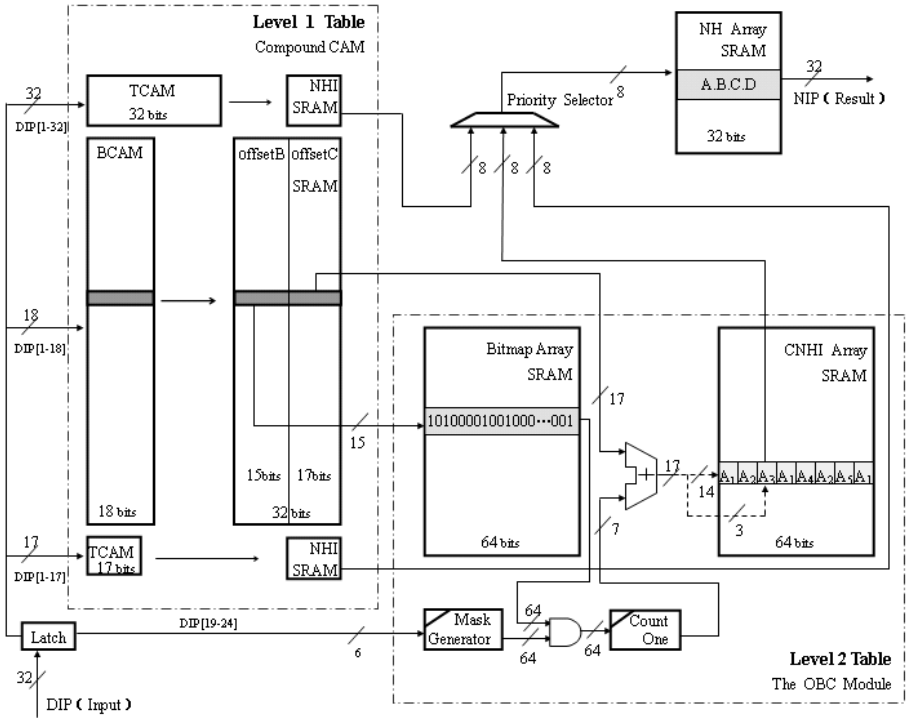 Level 1 Table
Compound CAM
TCAM
32 bits
NHI
SRAM
32
DIP[1-32]
BCAM
offsetB
offsetC
SRAM
18
DIP[1-18]
15bits
17bits
32 bits
18 bits
17
DIP[1-17]
TCAM
17 bits
NHI
SRAM
Latch
32
DIP ( Input )
DIP[19-24]
6
Priority Selector
8
8
8
8
NH Array
SRAM
A.B.C.D
32 bits
32
NIP ( Result )
Bitmap Array
SRAM
10100001001000⋯001
64 bits
15
17
+
17
14
3
7
CNHI Array
SRAM
A1 A2 A3 A1 A4 A2 A5 A1
64 bits
Mask
Generator
64
64
64
Count
One
Level 2 Table
The OBC Module